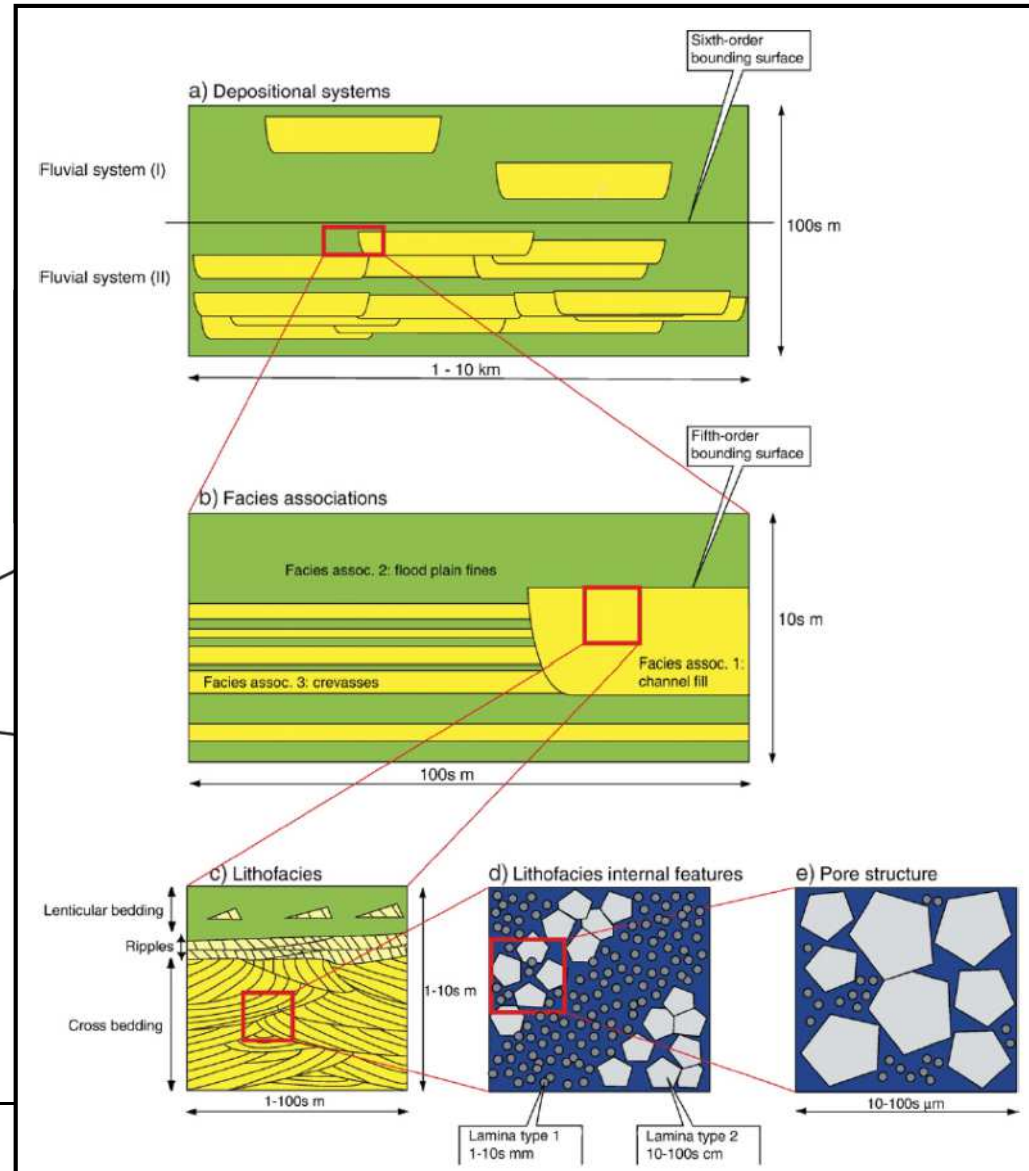 Sixth-order
bounding surface
a) Depositional systems
Fluvial system (I)
100s m
Fluvial system (II)
1 - 10 km
Fifth-order
bounding surface
b) Facies associations
Facies assoc. 2: flood plain fines
10s m
Facies assoc. 1:
channel fill
Facies assoc. 3: crevasses
100s m
c) Lithofacies
d) Lithofacies internal features
e) Pore structure
Lenticular bedding
Ripples
1-10s m
Cross bedding
1-100s m
10-100s µm
Lamina type 1
1-10s mm
Lamina type 2
10-100s cm